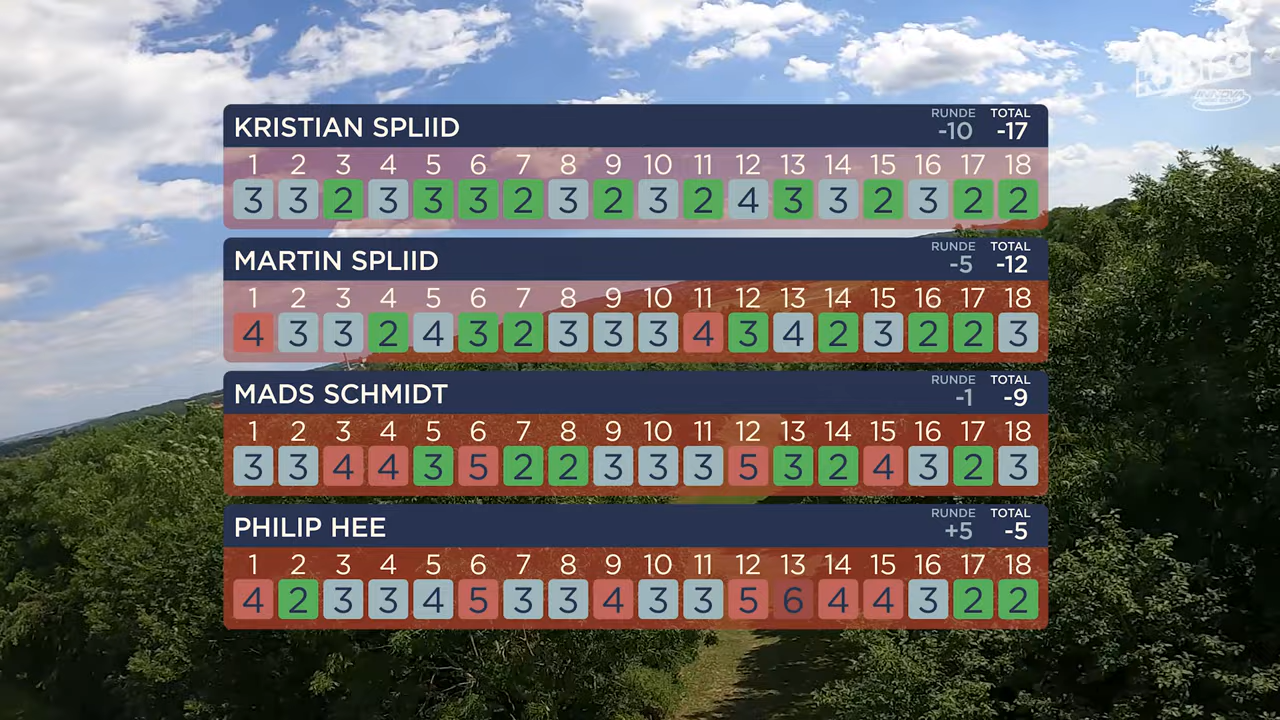 KRISTIAN SPLIID RUNDE TOTAL
-10 -17
1 2 3 4 5 6 7 8 9 10 11 12 13 14 15 16 17 18
3 3 2 3 3 3 2 3 2 3 2 4 3 3 2 3 2 2
MARTIN SPLIID RUNDE TOTAL
-5 -12
1 2 3 4 5 6 7 8 9 10 11 12 13 14 15 16 17 18
4 3 3 2 4 3 2 3 3 3 4 3 4 2 3 2 2 3
MADS SCHMIDT RUNDE TOTAL
-1 -9
1 2 3 4 5 6 7 8 9 10 11 12 13 14 15 16 17 18
3 3 4 4 3 5 2 2 3 3 3 5 3 2 4 3 2 3
PHILIP HEE RUNDE TOTAL
+5 -5
1 2 3 4 5 6 7 8 9 10 11 12 13 14 15 16 17 18
4 2 3 3 4 5 3 3 4 3 3 5 6 4 4 3 2 2
INNOVA